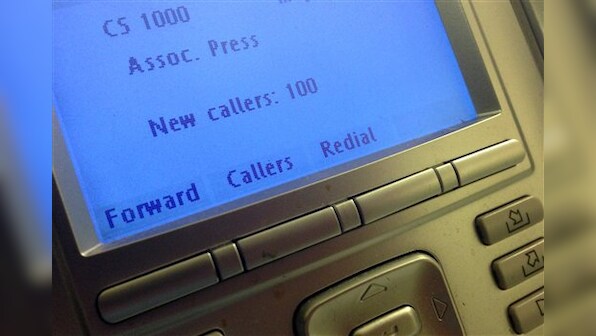 CS 1000
Assoc. Press
New callers: 100
Forward Callers Redial